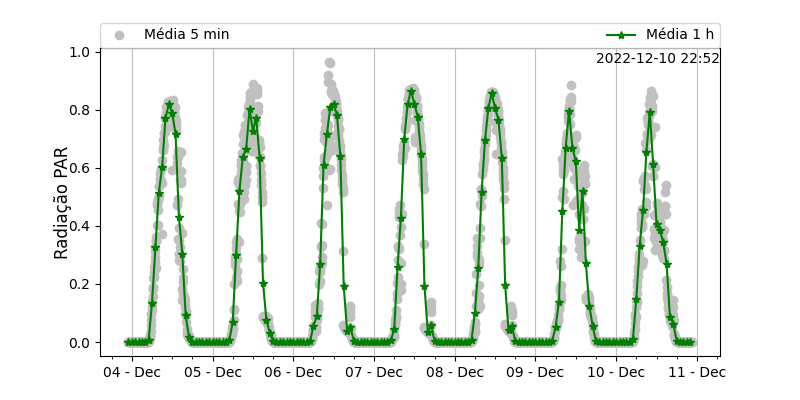 Média 5 min
Média 1 h
2022-12-10 22:52
Radiação PAR
1.0
0.8
0.6
0.4
0.2
0.0
04 - Dec
05 - Dec
06 - Dec
07 - Dec
08 - Dec
09 - Dec
10 - Dec
11 - Dec